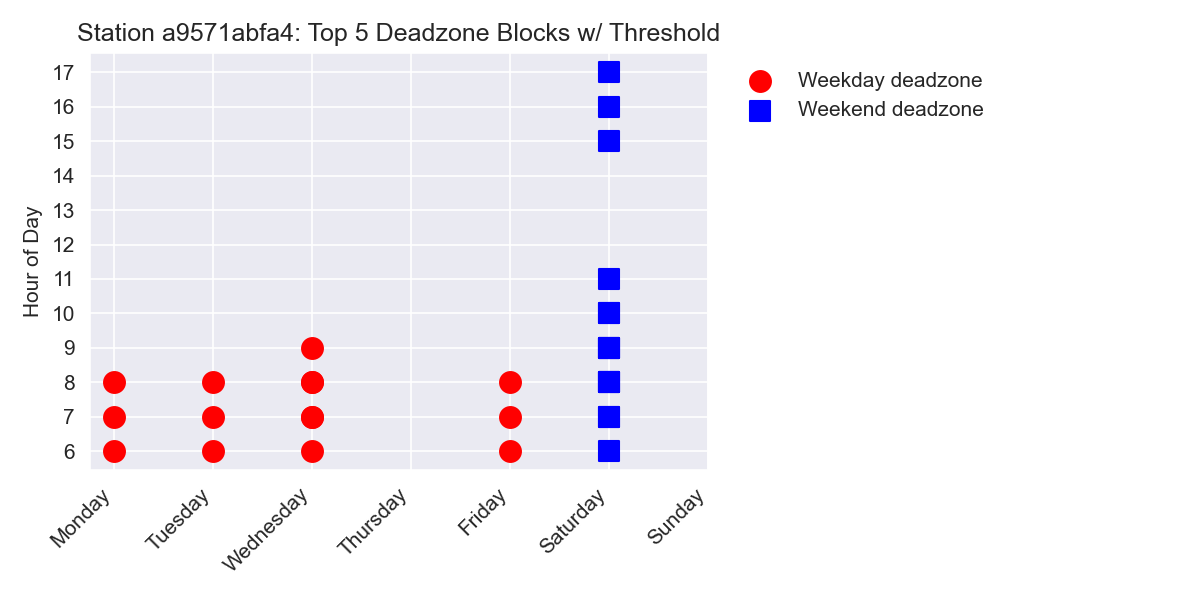 Station a9571abfa4: Top 5 Deadzone Blocks w/ Threshold
Weekday deadzone
Weekend deadzone
Hour of Day
17
16
15
14
13
12
11
10
9
8
7
6
Monday
Tuesday
Wednesday
Thursday
Friday
Saturday
Sunday